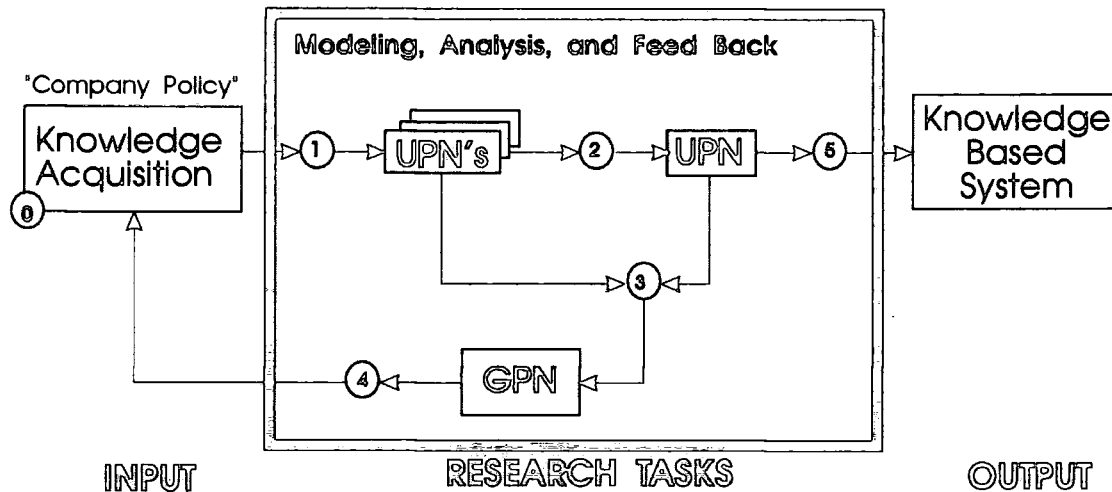 Modeling, Analysis, and Feed Back
"Company Policy"
Knowledge
Acquisition
0
1
UPN's
2
UPN
5
Knowledge
Based
System
3
4
GPN
INPUT
RESEARCH TASKS
OUTPUT